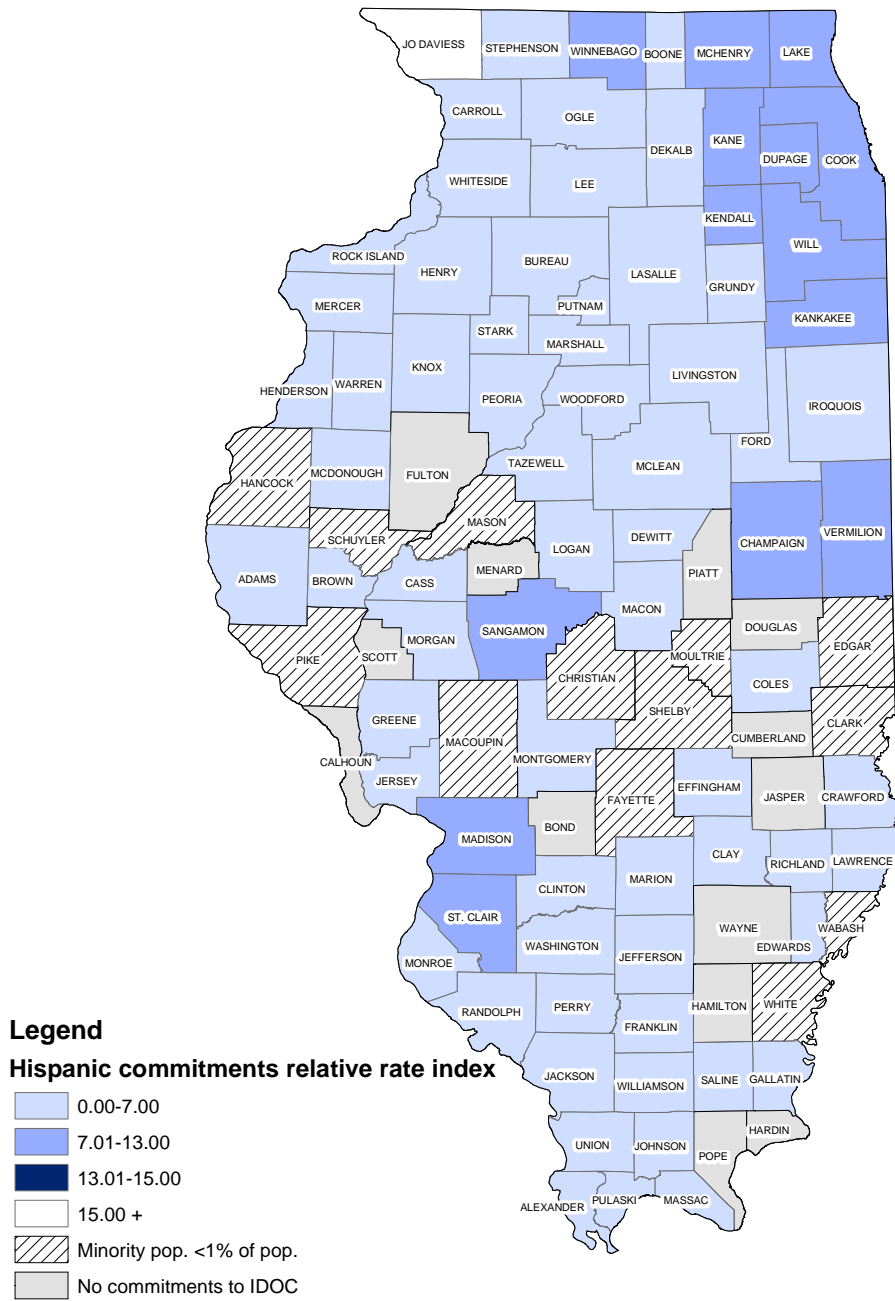 JO DAVIESS
STEPHENSON
WINNEBAGO
BOONE
MCHENRY
LAKE
CARROLL
OGLE
DEKALB
KANE
DUPAGE
COOK
WHITESIDE
LEE
KENDALL
WILL
ROCK ISLAND
HENRY
BUREAU
LASALLE
GRUNDY
MERCER
PUTNAM
KANKAKEE
STARK
MARSHALL
HENDERSON
WARREN
KNOX
PEORIA
WOODFORD
LIVINGSTON
IROQUOIS
FORD
HANCOCK
MCDONOUGH
FULTON
TAZEWELL
MCLEAN
MASON
SCHUYLER
LOGAN
DEWITT
CHAMPAIGN
VERMILION
ADAMS
BROWN
CASS
MENARD
PIATT
MACON
MORGAN
SANGAMON
DOUGLAS
PIKE
SCOTT
CHRISTIAN
MOULTRIE
EDGAR
COLES
SHELBY
GREENE
MACOUPIN
MONTGOMERY
CUMBERLAND
CLARK
CALHOUN
JERSEY
FAYETTE
EFFINGHAM
JASPER
CRAWFORD
MADISON
BOND
CLAY
RICHLAND
LAWRENCE
CLINTON
MARION
ST. CLAIR
WAYNE
EDWARDS
WABASH
WASHINGTON
JEFFERSON
MONROE
RANDOLPH
PERRY
FRANKLIN
HAMILTON
WHITE
JACKSON
WILLIAMSON
SALINE
GALLATIN
UNION
JOHNSON
POPE
HARDIN
ALEXANDER
PULASKI
MASSAC
Legend
Hispanic commitments relative rate index
0.00-7.00
7.01-13.00
13.01-15.00
15.00 +
Minority pop. <1% of pop.
No commitments to IDOC